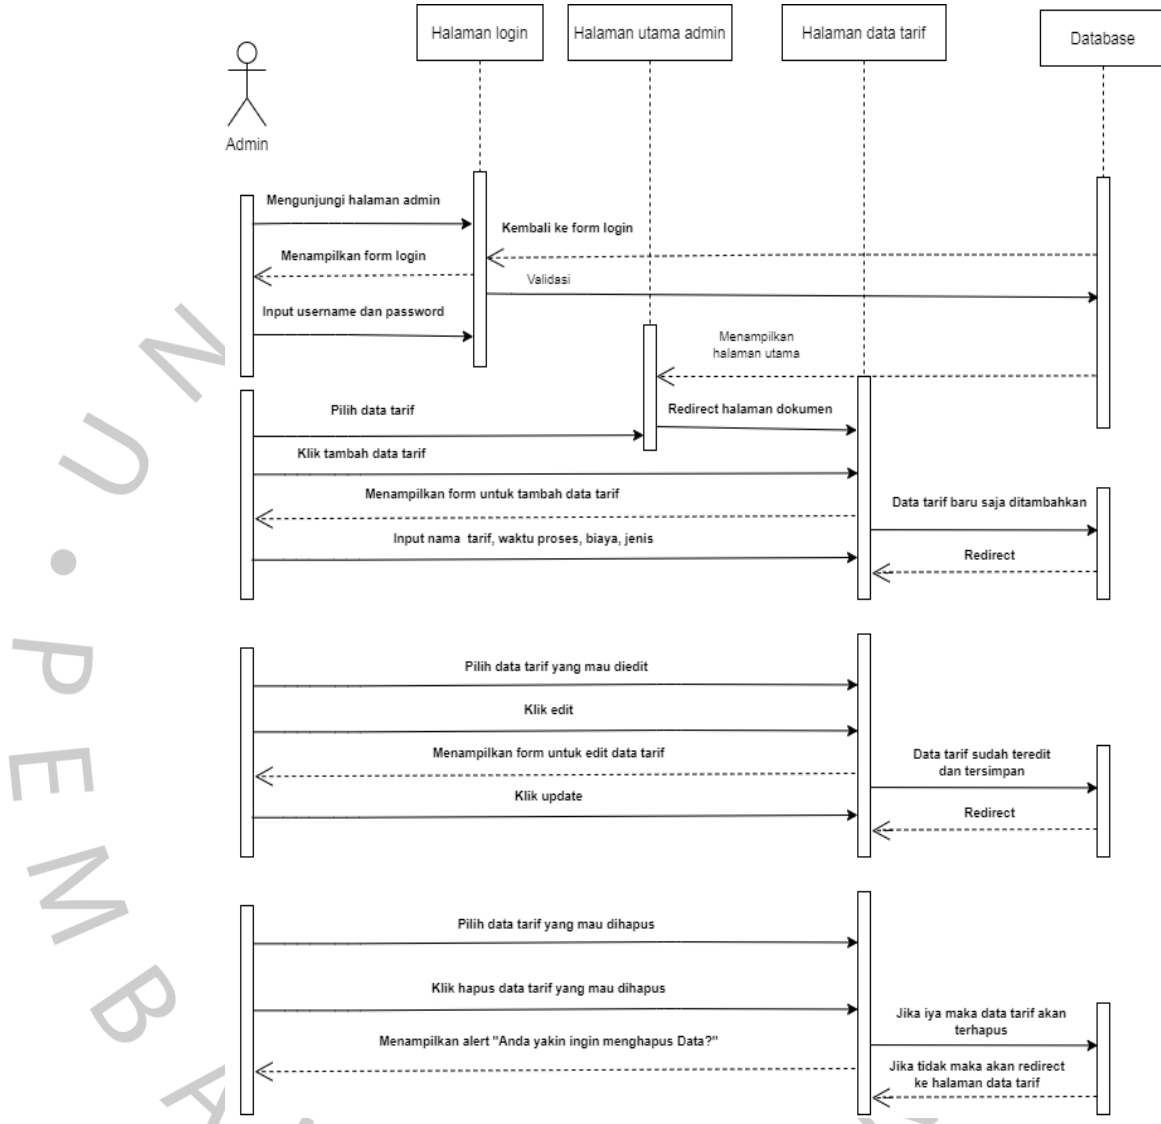 Halaman login
Halaman utama admin
Halaman data tarif
Database
Admin
Mengunjungi halaman admin
Kembali ke form login
Menampilkan form login
Validasi
Input username dan password
Menampilkan
halaman utama
Pilih data tarif
Redirect halaman dokumen
Klik tambah data tarif
Menampilkan form untuk tambah data tarif
Data tarif baru saja ditambahkan
Input nama tarif, waktu proses, biaya, jenis
Redirect
Pilih data tarif yang mau diedit
Klik edit
Menampilkan form untuk edit data tarif
Data tarif sudah teredit
dan tersimpan
Klik update
Redirect
Pilih data tarif yang mau dihapus
Klik hapus data tarif yang mau dihapus
Jika iya maka data tarif akan
terhapus
Menampilkan alert "Anda yakin ingin menghapus Data?"
Jika tidak maka akan redirect
ke halaman data tarif
N U • P E M B A